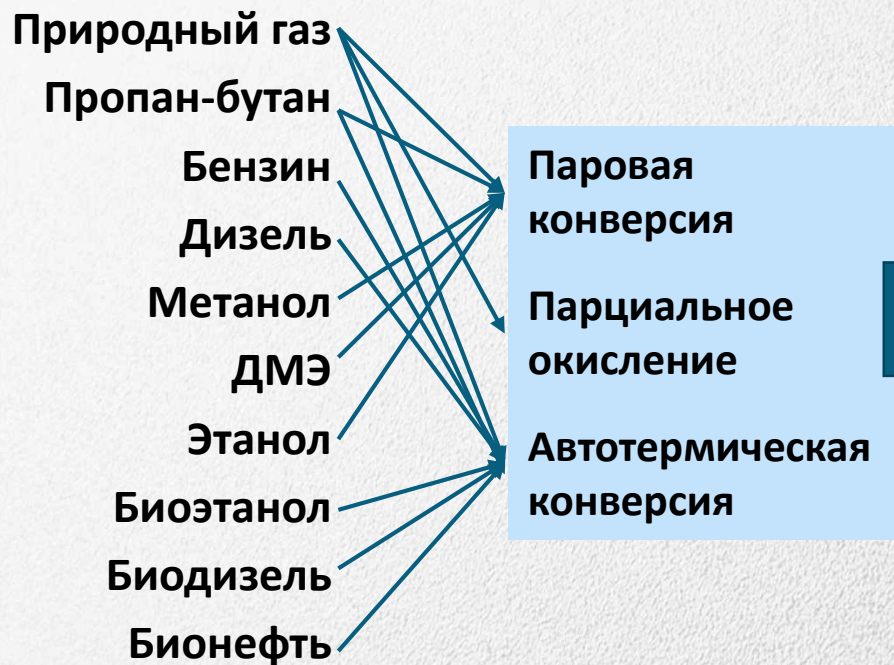 Природный газ
Пропан-бутан
Бензин
Дизель
Метанол
ДМЭ
Этанол
Биоэтанол
Биодизель
Бионефть
Паровая
конверсия
Парциальное
окисление
Автотермическая
конверсия